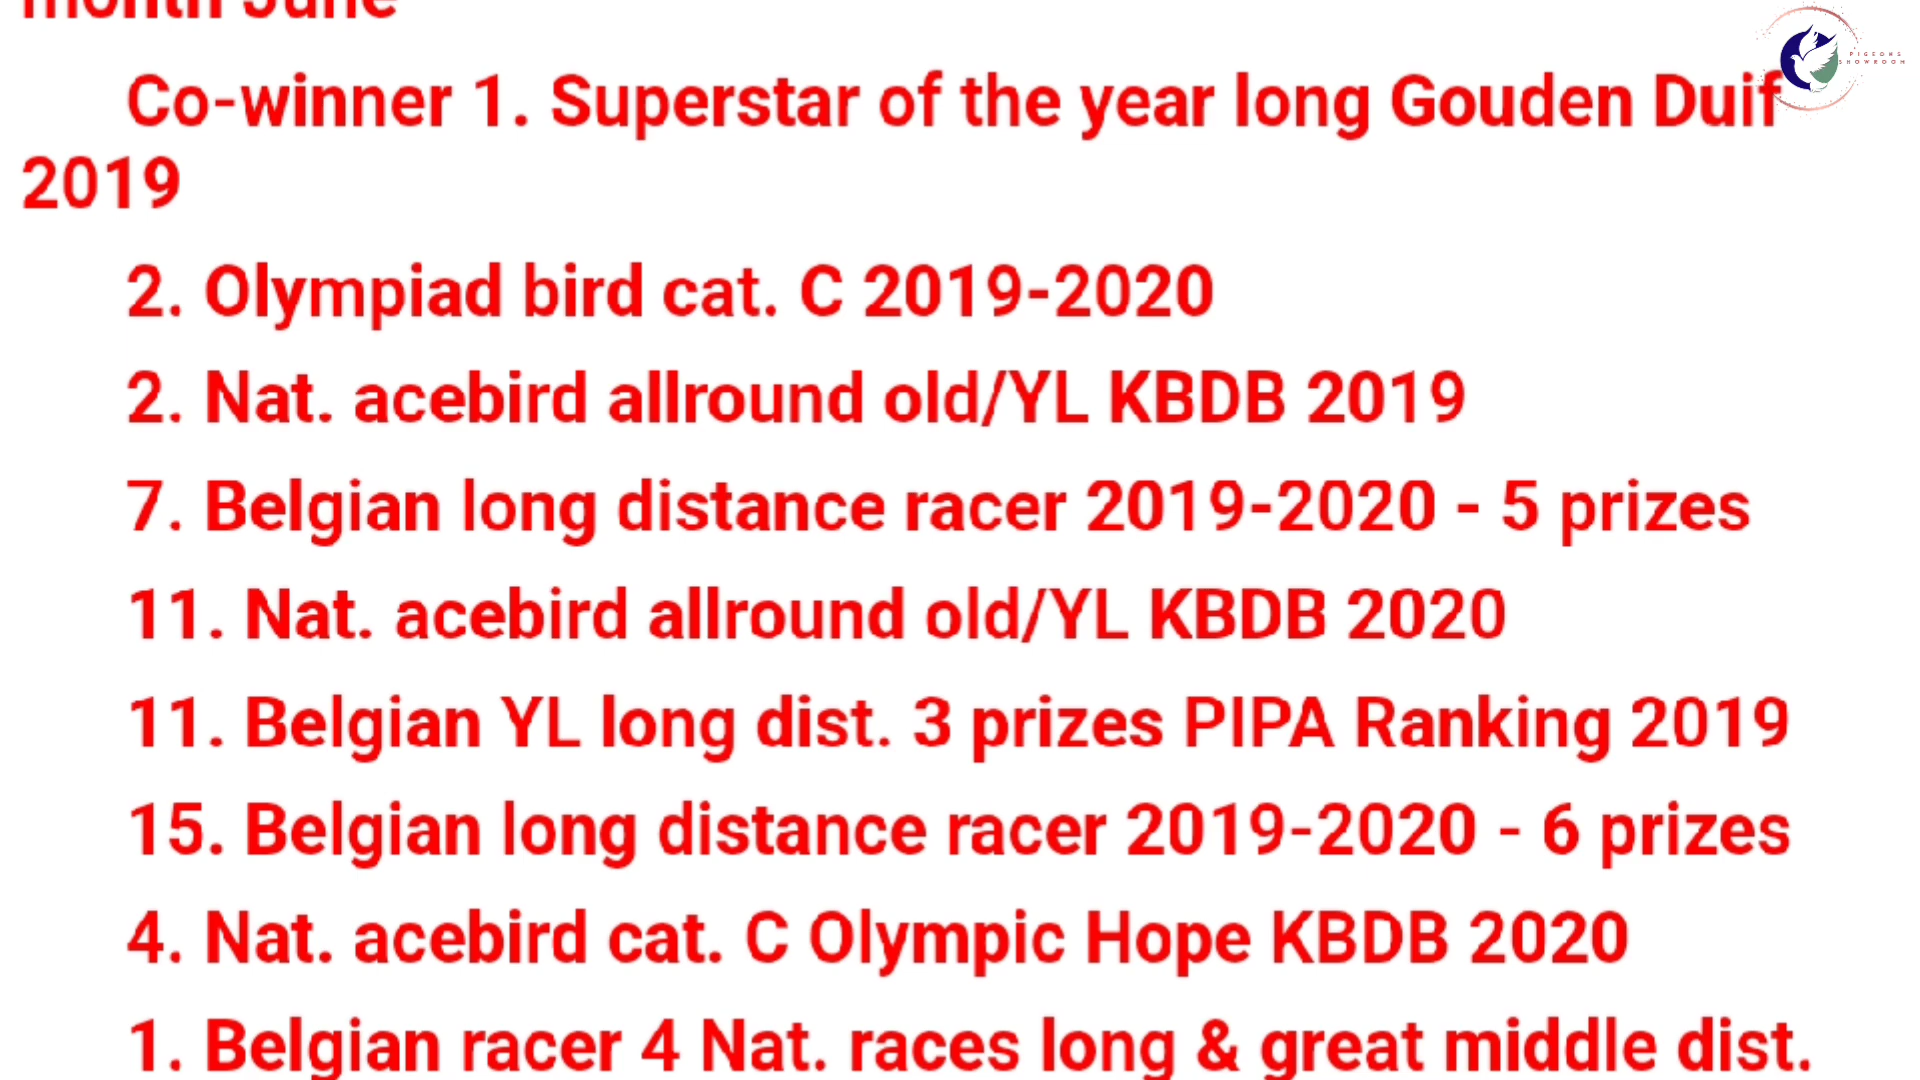 month June
Co-winner 1. Superstar of the year long Gouden Duif
2019
2. Olympiad bird cat. C 2019-2020
2. Nat. acebird allround old/YL KBDB 2019
7. Belgian long distance racer 2019-2020 - 5 prizes
11. Nat. acebird allround old/YL KBDB 2020
11. Belgian YL long dist. 3 prizes PIPA Ranking 2019
15. Belgian long distance racer 2019-2020 - 6 prizes
4. Nat. acebird cat. C Olympic Hope KBDB 2020
1. Belgian racer 4 Nat. races long & great middle dist.
PIGEONS
SHOWROOM